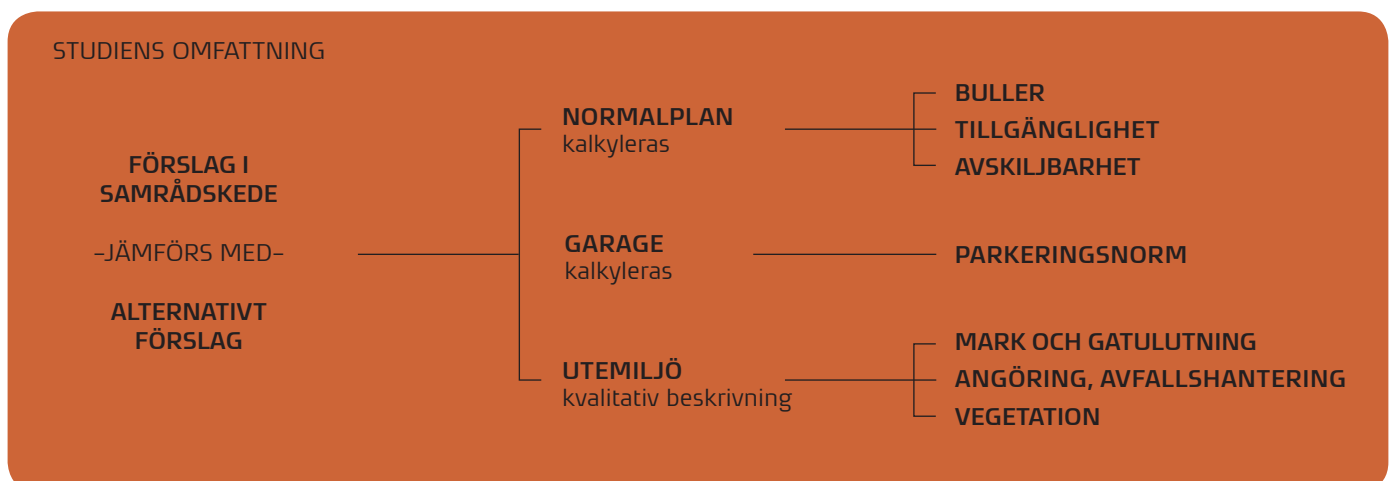 STUDIENS OMFATTNING
FÖRSLAG I
SAMRÅDSKEDE
–JÄMFÖRS MED–
ALTERNATIVT
FÖRSLAG
NORMALPLAN
kalkyleras
BULLER
TILLGÄNGLIGHET
AVSKILJBARHET
GARAGE
kalkyleras
PARKERINGSNORM
UTEMILJÖ
kvalitativ beskrivning
MARK OCH GATULUTNING
ANGÖRING, AVFALLSHANTERING
VEGETATION